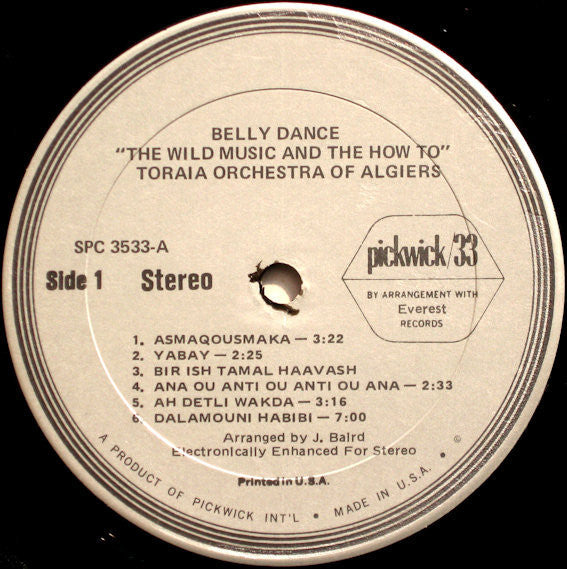 BELLY DANCE
"THE WILD MUSIC AND THE HOW TO"
TORAIA ORCHESTRA OF ALGIERS
SPC 3533-A
Side 1 Stereo
pickwick/33
BY ARRANGEMENT WITH
Everest
RECORDS
1. ASMAQOUSMAKA — 3:22
2. YABAY — 2:25
3. BIR ISH TAMAL HAAVASH
4. ANA OU ANTI OU ANTI OU ANA — 2:33
5. AH DETLI WAKDA — 3:16
6. DALAMOUNI HABIBI — 7:00
Arranged by J. Baird
Electronically Enhanced For Stereo
Printed in U.S.A.
A PRODUCT OF PICKWICK INT'L • MADE IN U.S.A. • ©